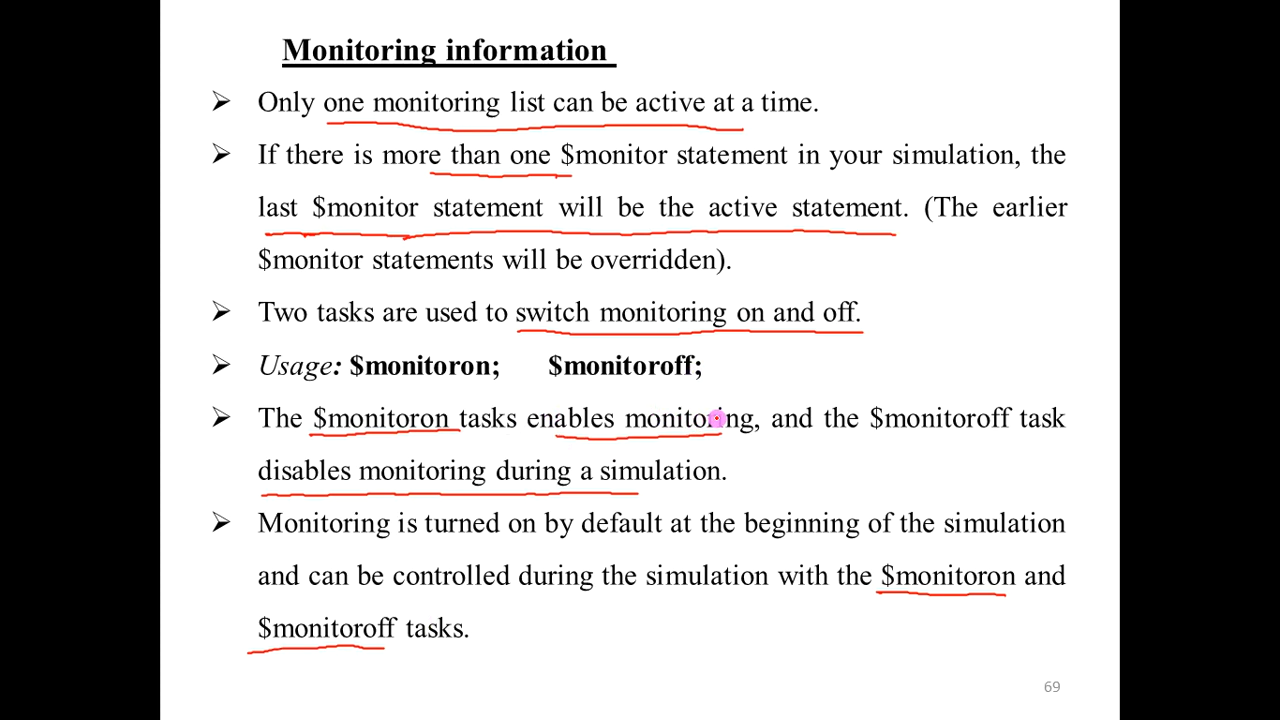 Monitoring information
➢ Only one monitoring list can be active at a time.
➢ If there is more than one $monitor statement in your simulation, the
last $monitor statement will be the active statement. (The earlier
$monitor statements will be overridden).
➢ Two tasks are used to switch monitoring on and off.
➢ Usage: $monitoron; $monitoroff;
➢ The $monitoron tasks enables monitoring, and the $monitoroff task
disables monitoring during a simulation.
➢ Monitoring is turned on by default at the beginning of the simulation
and can be controlled during the simulation with the $monitoron and
$monitoroff tasks.
69